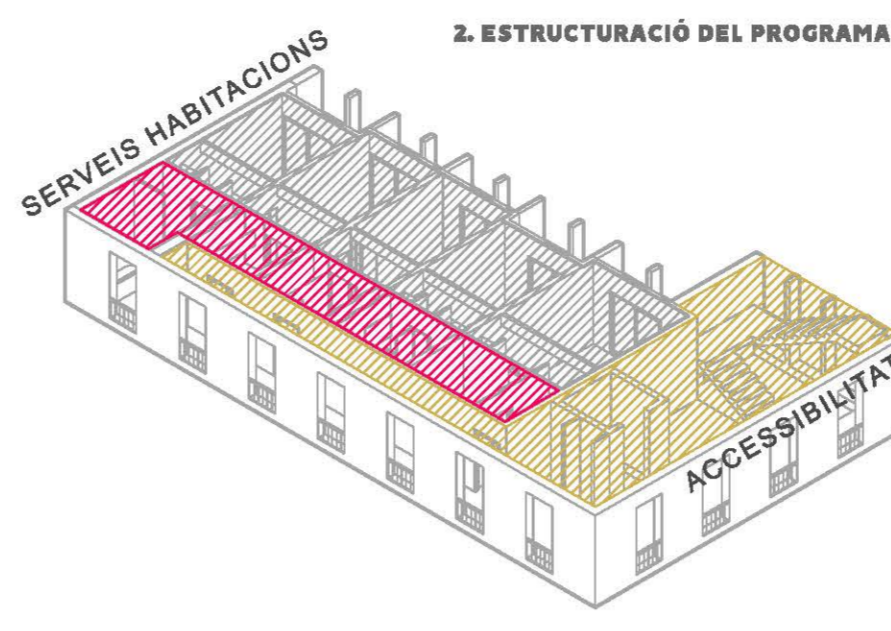 2. ESTRUCTURACIÓ DEL PROGRAMA
SERVEIS HABITACIONS
ACCESSIBILITAT